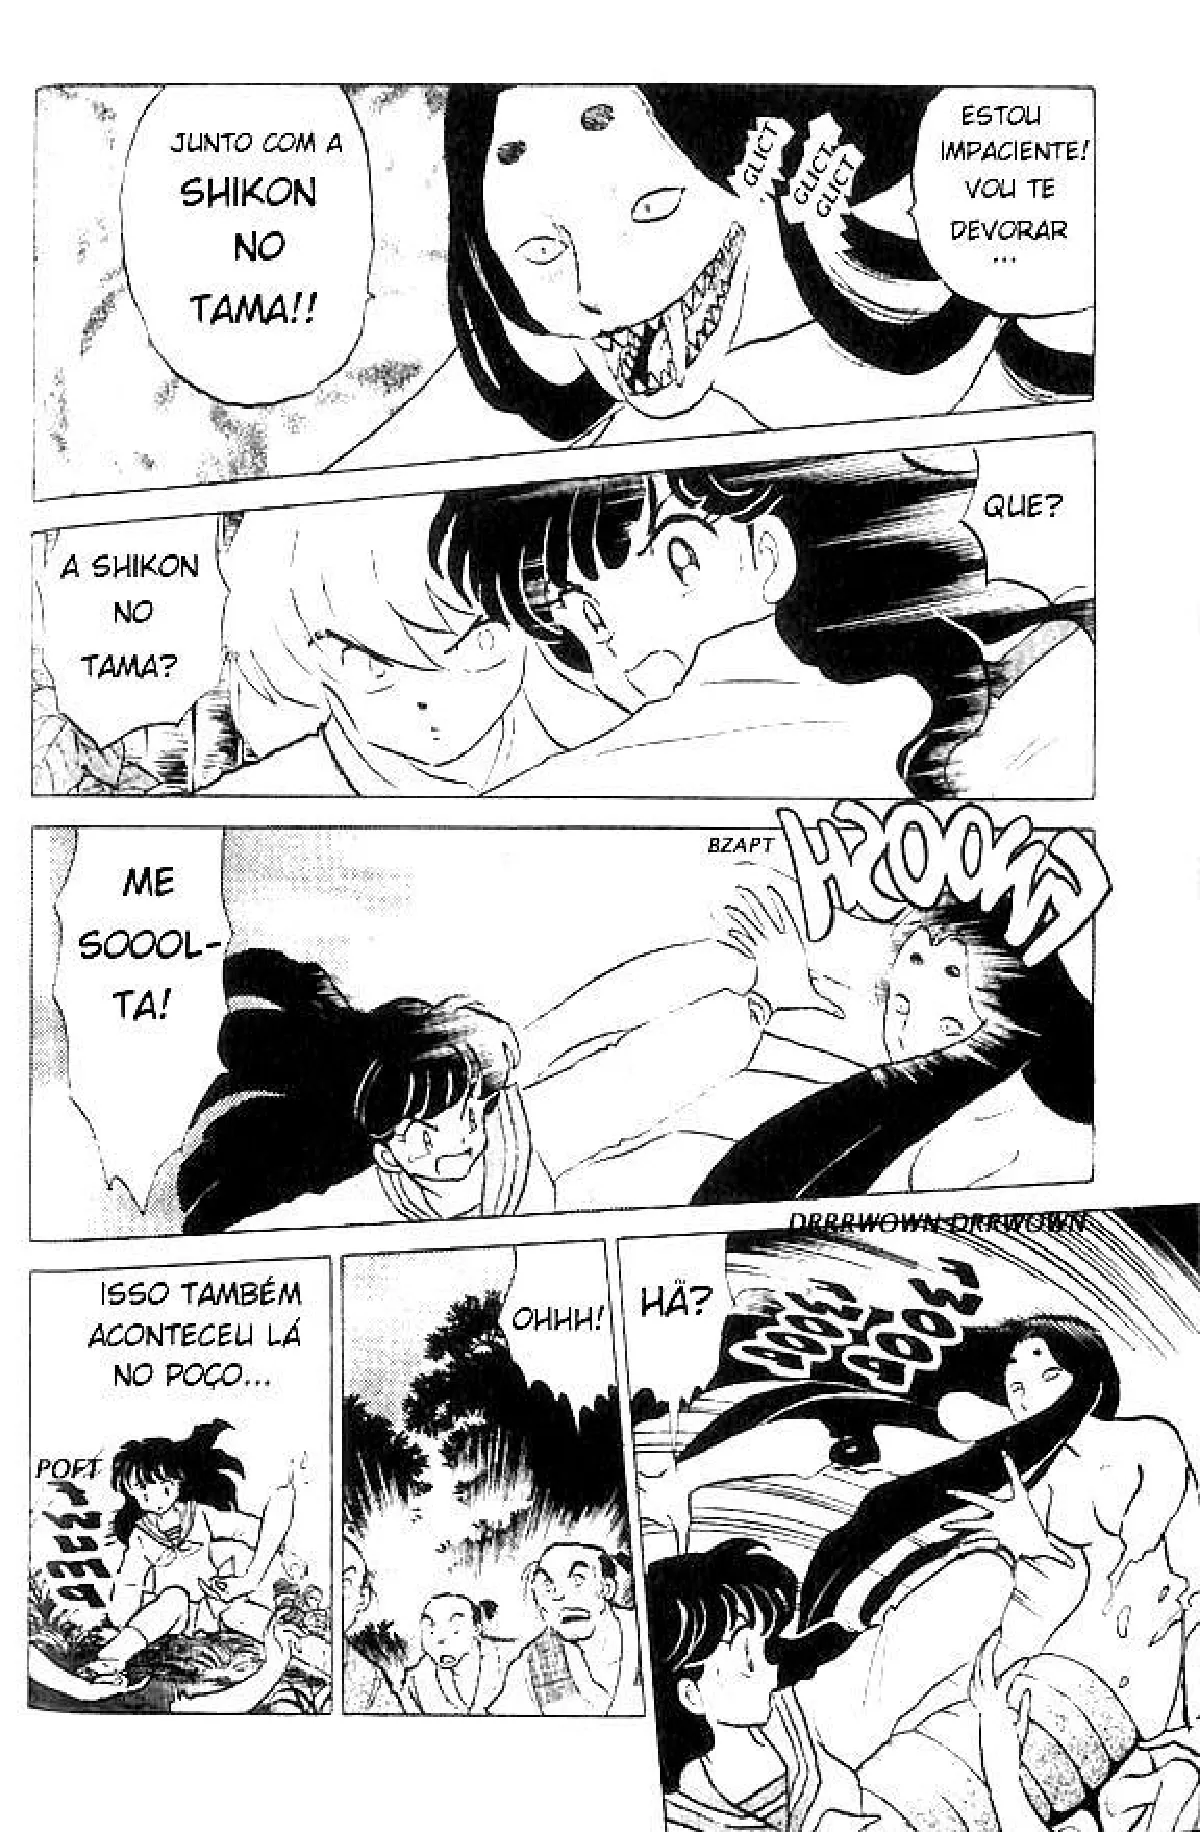 ESTOU
IMPACIENTE!
VOU TE
DEVORAR
...
GLICT
GLICT
GLICT
JUNTO COM A
SHIKON
NO
TAMA!!
QUE?
A SHIKON
NO
TAMA?
BZAPT
ME
SOOOL-
TA!
DRRRWOWN DRRWOWN
HÃ?
OHHH!
ISSO TAMBÉM
ACONTECEU LÁ
NO POÇO...
POFT